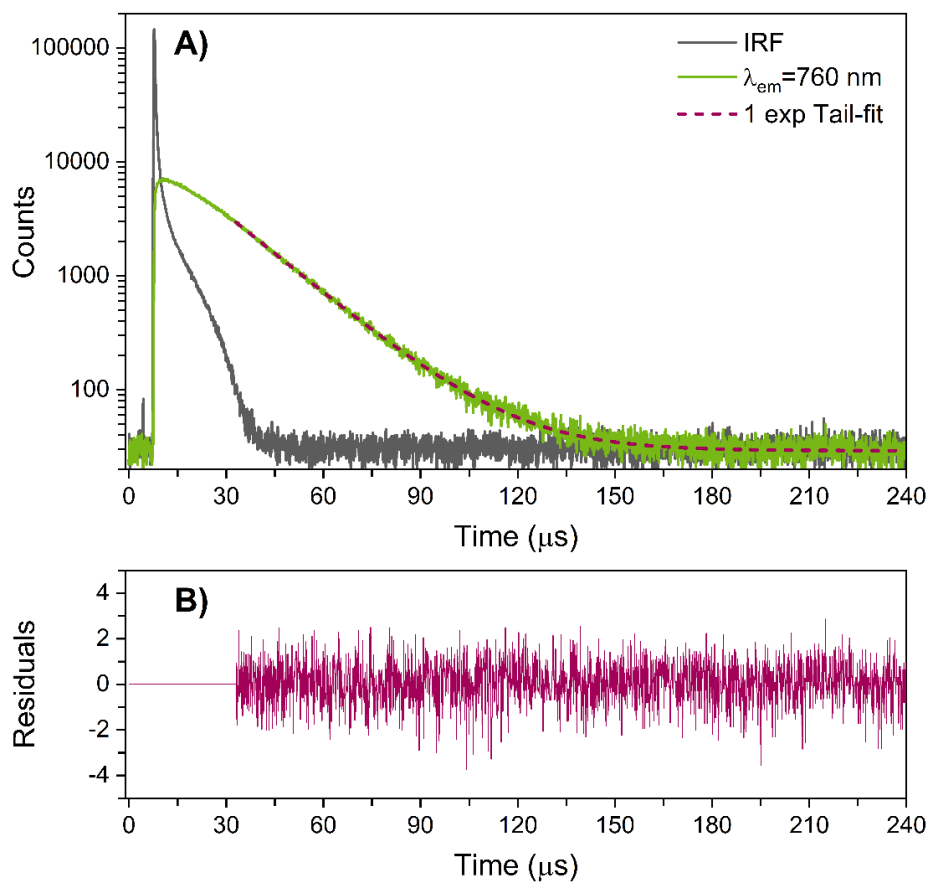 A)
IRF
λem=760 nm
1 exp Tail-fit
100000
10000
1000
100
Counts
0 30 60 90 120 150 180 210 240
Time (μs)
B)
4
2
0
-2
-4
Residuals
0 30 60 90 120 150 180 210 240
Time (μs)